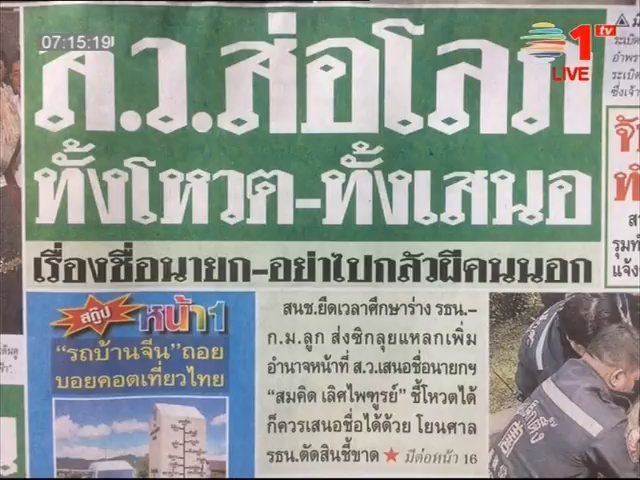 07:15:19
1
tv
LIVE
ส.ว.ส่อโลภ
ทั้งโหวต-ทั้งเสนอ
เรื่องชื่อนายก-อย่าไปกลัวผีคนนอก
สกู๊ป หน้า1
"รถบ้านจีน"ถอย
บอยคอตเที่ยวไทย
สนช.ยืดเวลาศึกษาร่าง รธน.-
ก.ม.ลูก ส่งซิกลุยแหลกเพิ่ม
อำนาจหน้าที่ ส.ว.เสนอชื่อนายกฯ
"สมคิด เลิศไพฑูรย์" ชี้โหวตได้
ก็ควรเสนอชื่อได้ด้วย โยนศาล
รธน.ตัดสินชี้ขาด ★ มีต่อหน้า 16